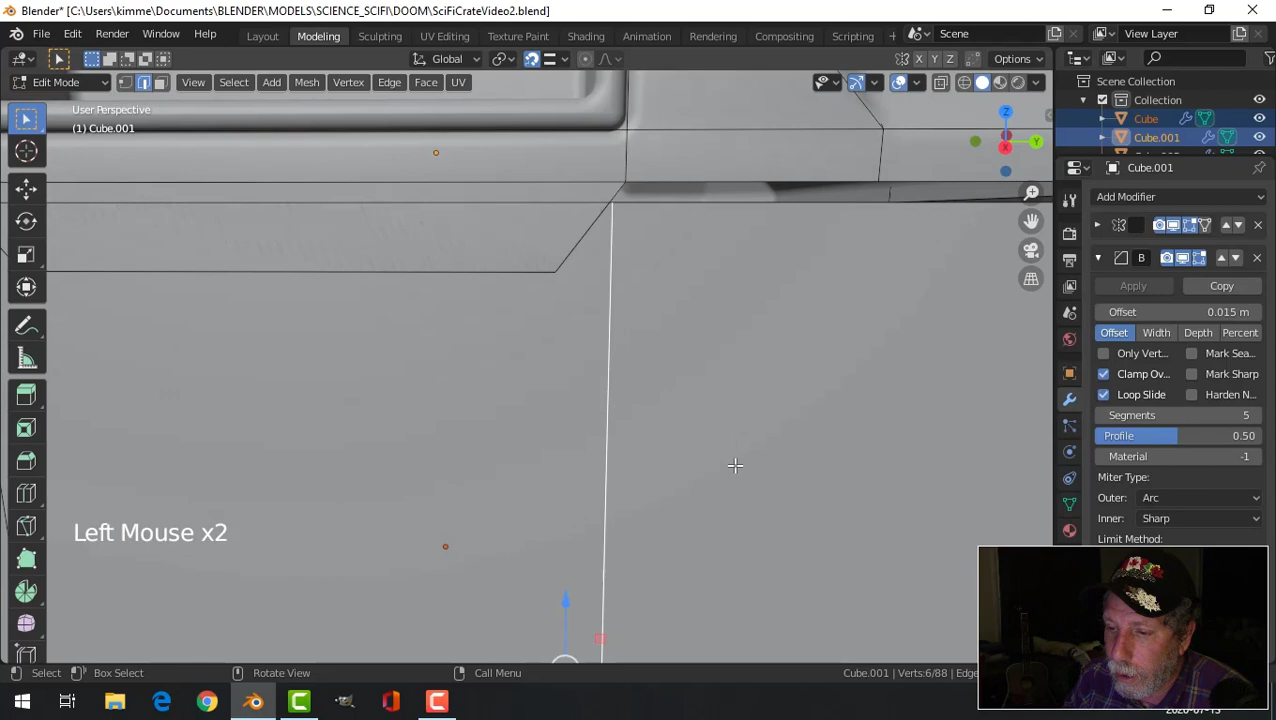 Blender* [C:\Users\kimme\Documents\BLENDER\MODELS\SCIENCE_SCIFI\DOOM\SciFiCrateVideo2.blend]
File Edit Render Window Help Layout Modeling Sculpting UV Editing Texture Paint Shading Animation Rendering Compositing Scripting + Scene View Layer
Global X Y Z Options
Edit Mode View Select Add Mesh Vertex Edge Face UV
User Perspective
(1) Cube.001
Z
Y
X
Scene Collection
Collection
Cube
Cube.001
Cube.001
Add Modifier
B
Apply Copy
Offset 0.015 m
Offset Width Depth Percent
Only Vert... Mark Sea...
Clamp Ov... Mark Sharp
Loop Slide Harden N...
Segments 5
Profile 0.50
Material -1
Miter Type:
Outer: Arc
Inner: Sharp
Limit Method:
Left Mouse x2
Select Box Select Rotate View Call Menu Cube.001 | Verts:6/88 | Edge